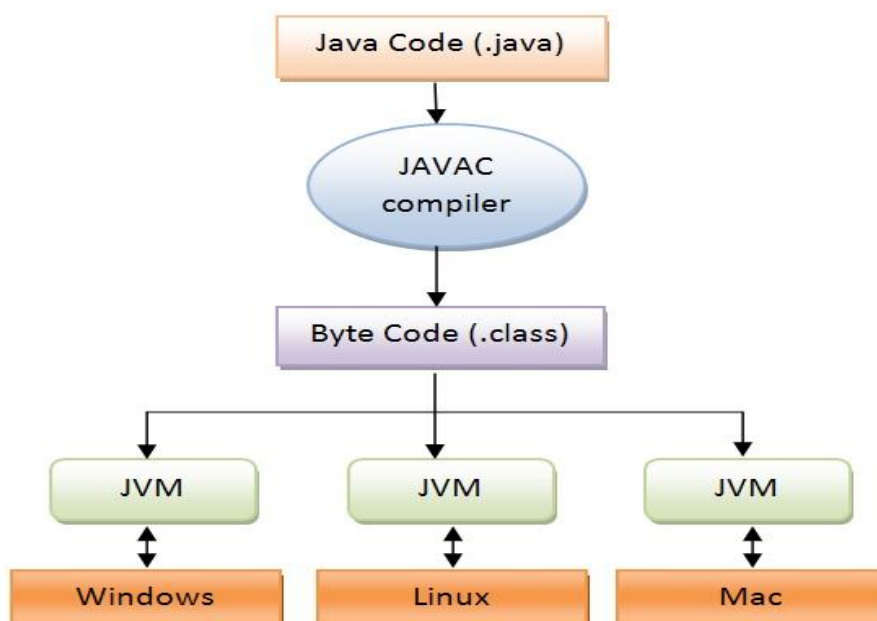 Java Code (.java)
JAVAC
compiler
Byte Code (.class)
JVM
JVM
JVM
Windows
Linux
Mac